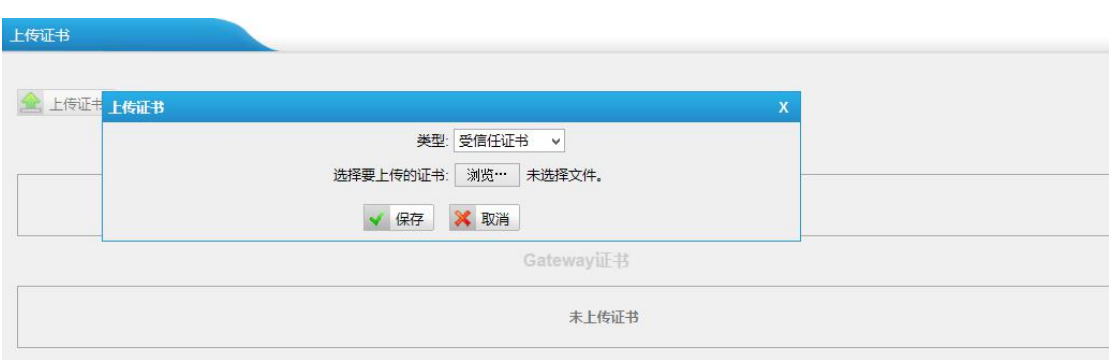 上传证书
上传证
上传证书 X
类型: 受信任证书
选择要上传的证书: 浏览… 未选择文件。
保存 取消
Gateway证书
未上传证书